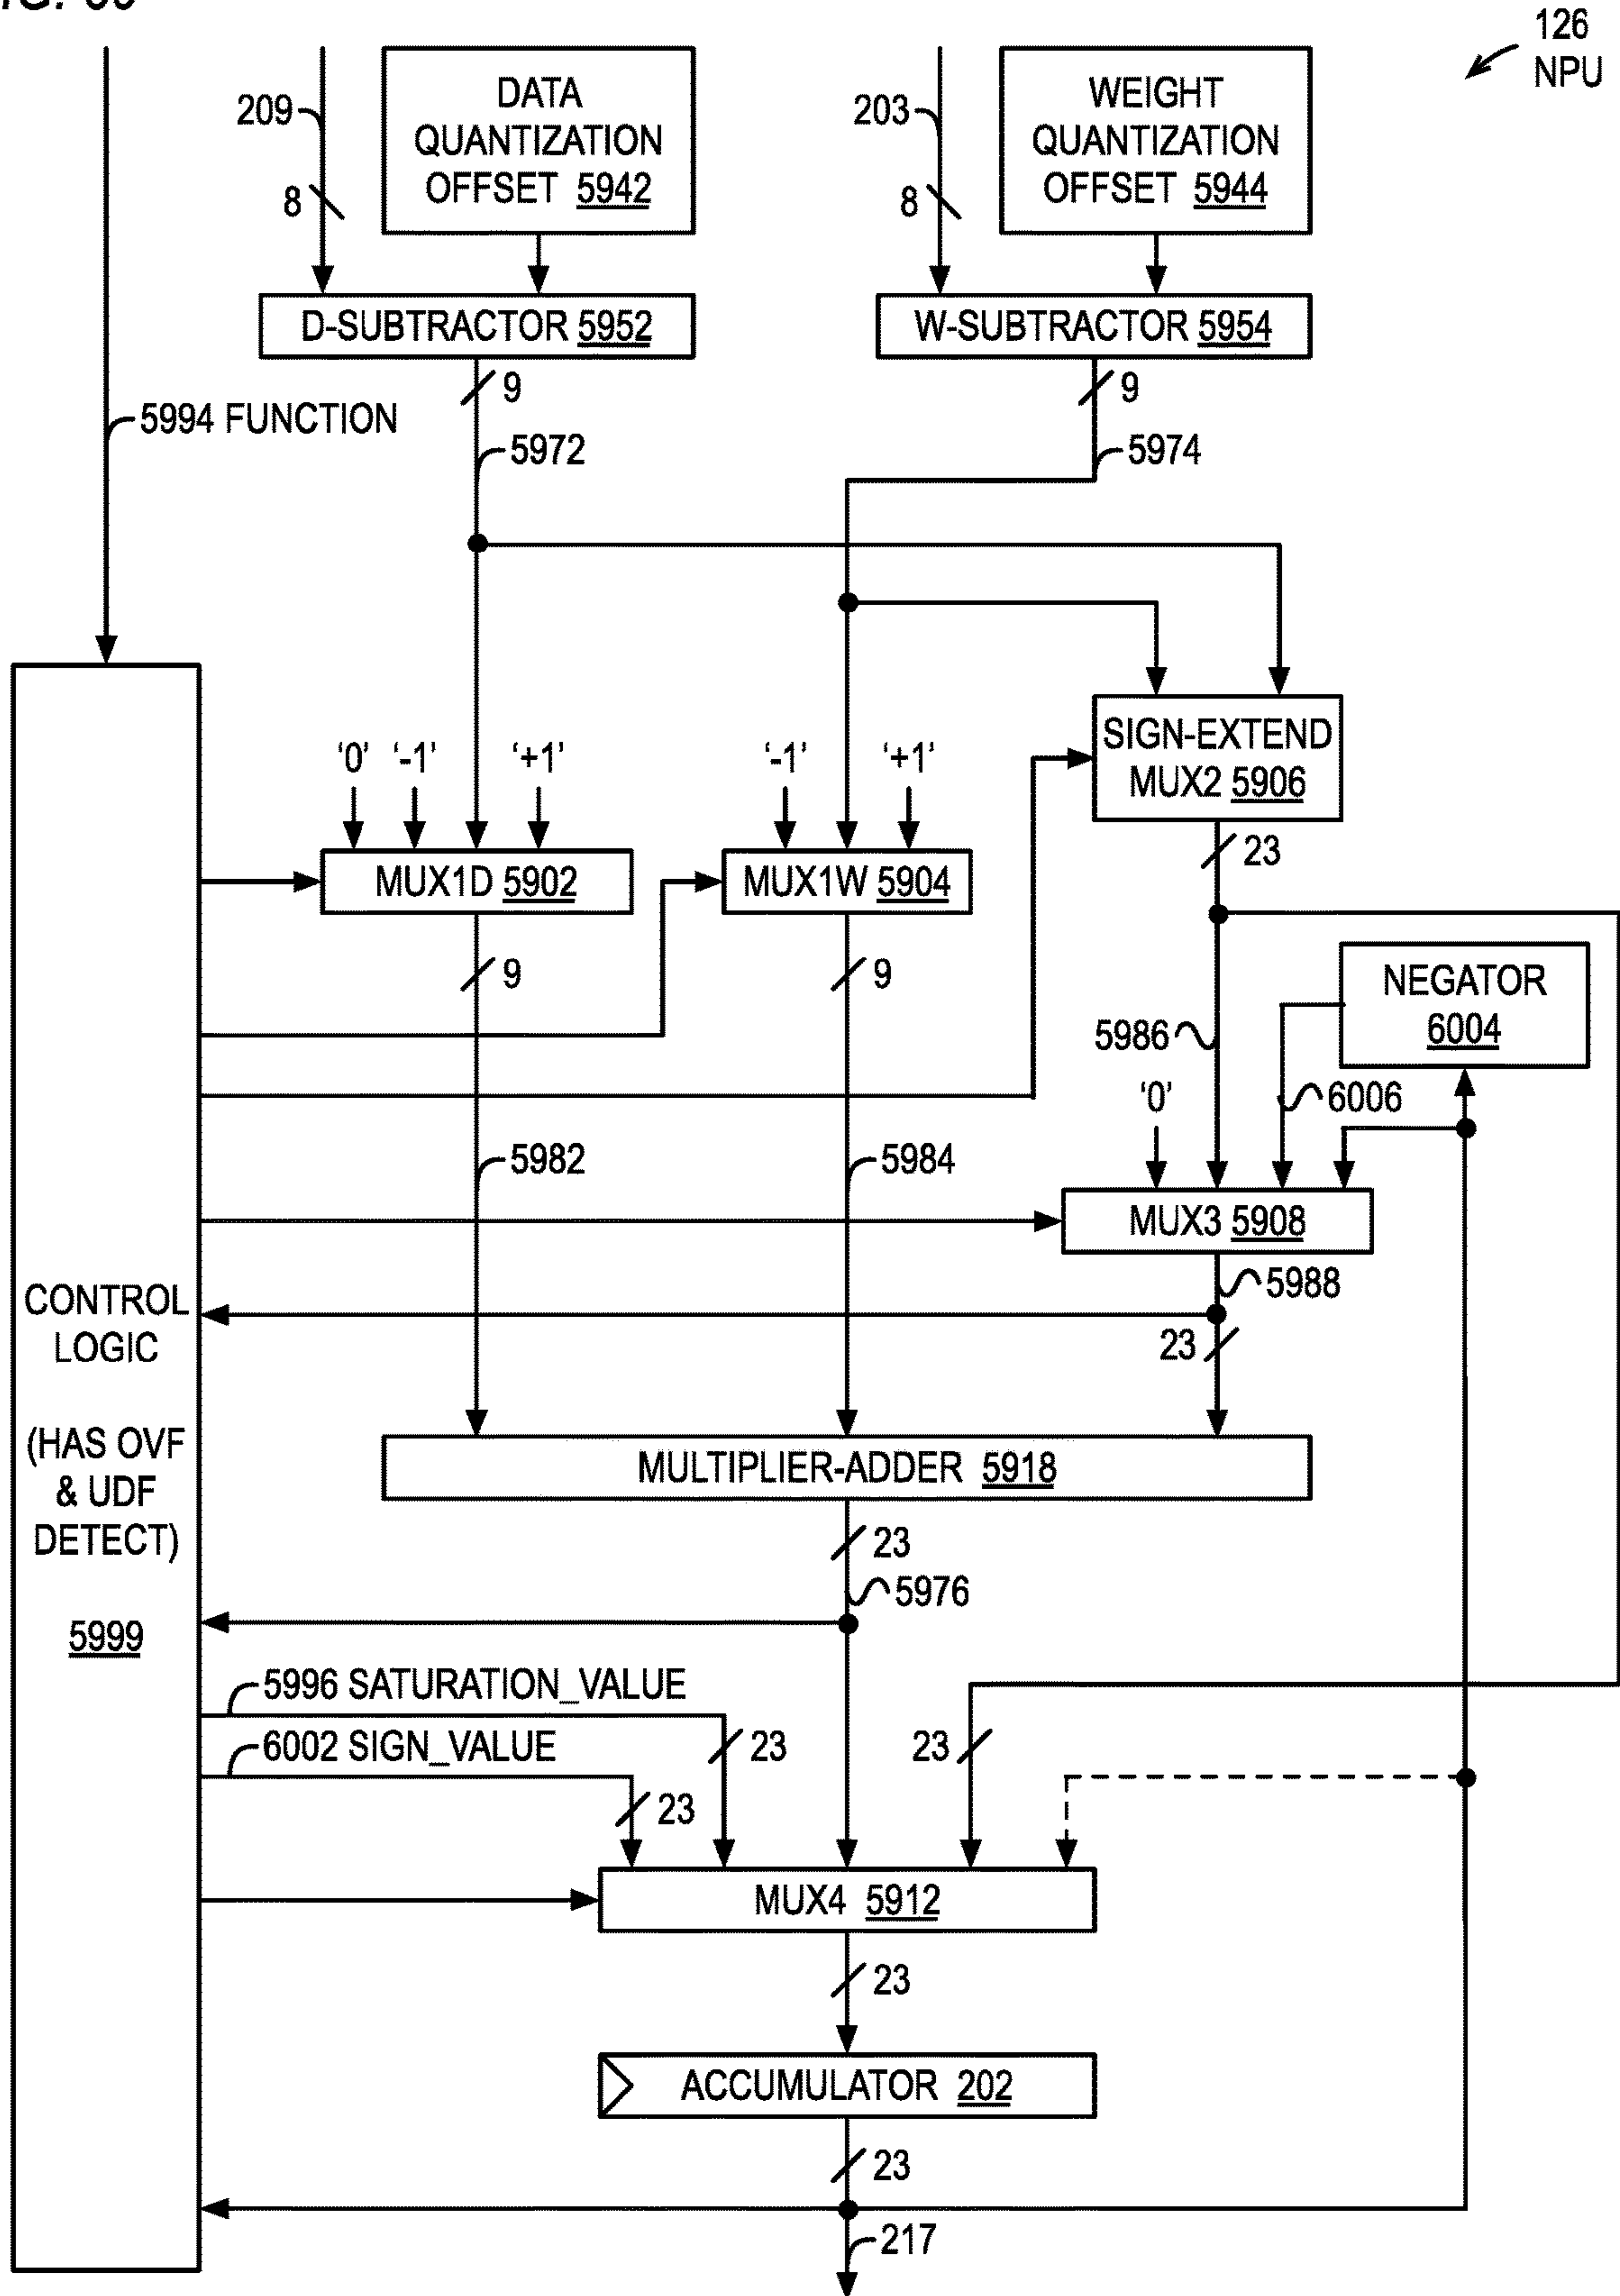 126
NPU
209
8
DATA
QUANTIZATION
OFFSET 5942
203
8
WEIGHT
QUANTIZATION
OFFSET 5944
D-SUBTRACTOR 5952
W-SUBTRACTOR 5954
9
9
5994 FUNCTION
5972
5974
'0' '-1' '+1'
'-1' '+1'
SIGN-EXTEND
MUX2 5906
MUX1D 5902
MUX1W 5904
23
9
9
NEGATOR
6004
5986
'0'
6006
5982
5984
MUX3 5908
5988
23
CONTROL
LOGIC
(HAS OVF
& UDF
DETECT)
5999
MULTIPLIER-ADDER 5918
23
5976
5996 SATURATION_VALUE
23
23
6002 SIGN_VALUE
23
MUX4 5912
23
ACCUMULATOR 202
23
217